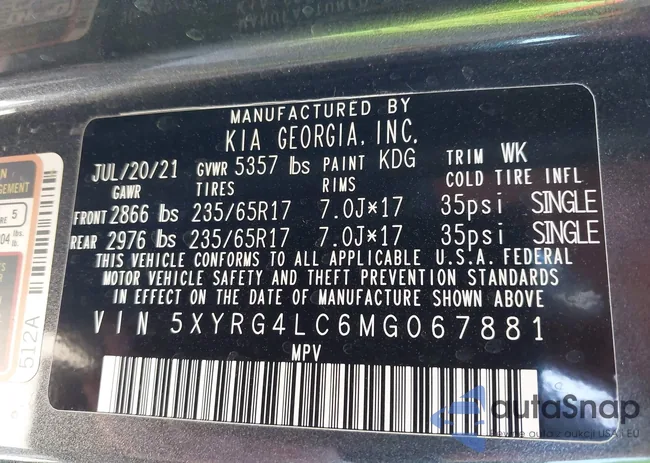 MANUFACTURED BY
KIA GEORGIA, INC.
JUL/20/21 GVWR 5357 lbs PAINT KDG TRIM WK
GAWR TIRES RIMS COLD TIRE INFL
FRONT 2866 lbs 235/65R17 7.0J*17 35psi SINGLE
REAR 2976 lbs 235/65R17 7.0J*17 35psi SINGLE
THIS VEHICLE CONFORMS TO ALL APPLICABLE U.S.A. FEDERAL
MOTOR VEHICLE SAFETY AND THEFT PREVENTION STANDARDS
IN EFFECT ON THE DATE OF MANUFACTURE SHOWN ABOVE
VIN 5XYRG4LC6MG067881
MPV
512A
autoSnap